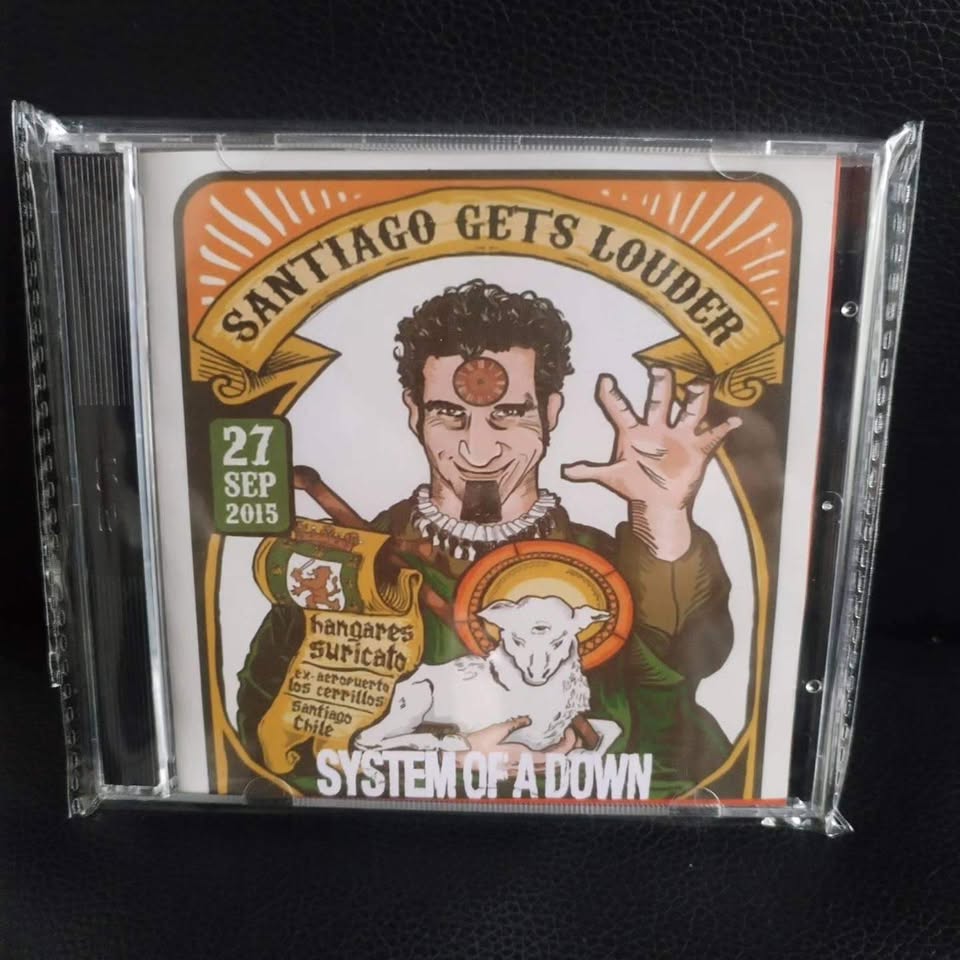 SANTIAGO GETS LOUDER
27
SEP
2015
hangares
suricato
ex-aeropuerto
los cerrillos
santiago
chile
SYSTEM OF A DOWN